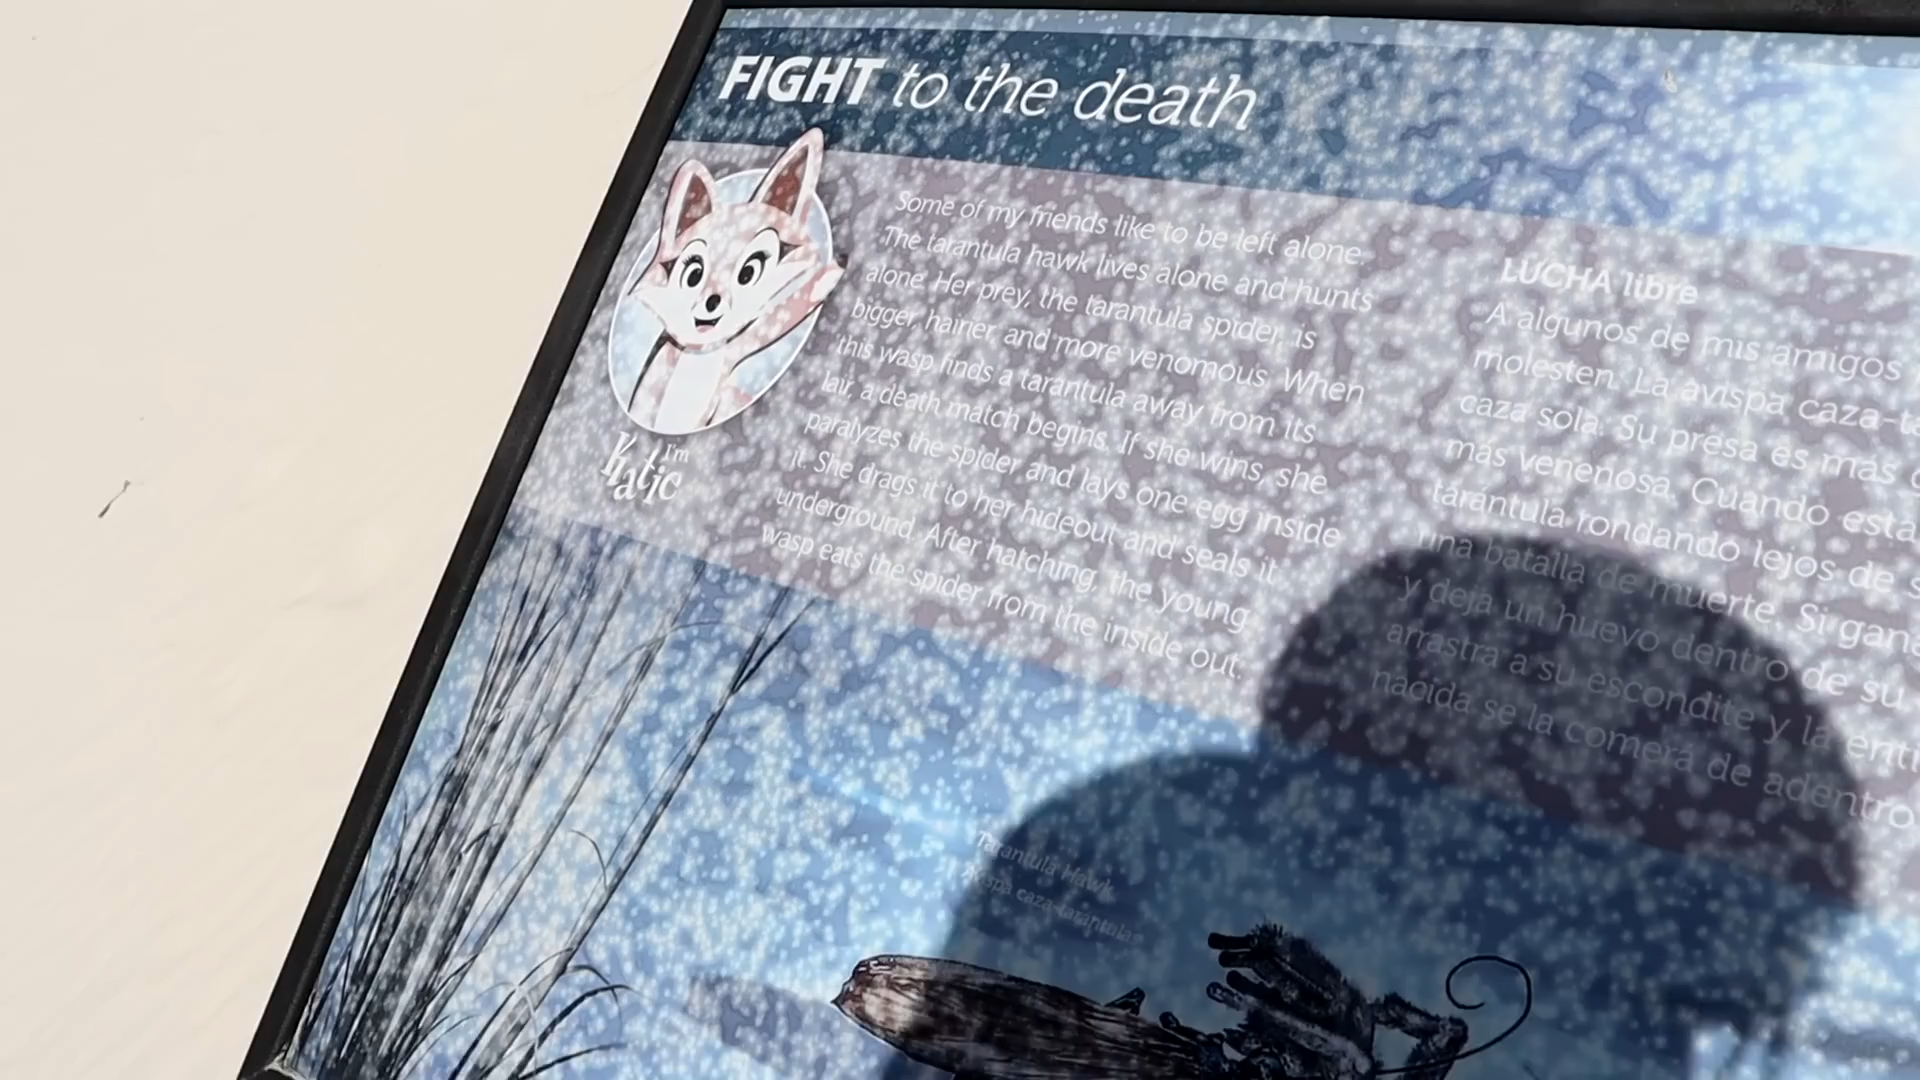 FIGHT to the death
Some of my friends like to be left alone.
The tarantula hawk lives alone and hunts
alone. Her prey, the tarantula spider, is
bigger, hairier, and more venomous. When
this wasp finds a tarantula away from its
lair, a death match begins. If she wins, she
paralyzes the spider and lays one egg inside
it. She drags it to her hideout and seals it
underground. After hatching, the young
wasp eats the spider from the inside out.
I'm
Katie
LUCHA libre
A algunos de mis amigos
molesten. La avispa caza-ta
caza sola. Su presa es más
más venenosa. Cuando esta
tarántula rondando lejos de s
una batalla de muerte. Si gana
y deja un huevo dentro de su
arrastra a su escondite y la enti
nacida se la comerá de adentro
Tarantula Hawk
Avispa caza-tarántulas